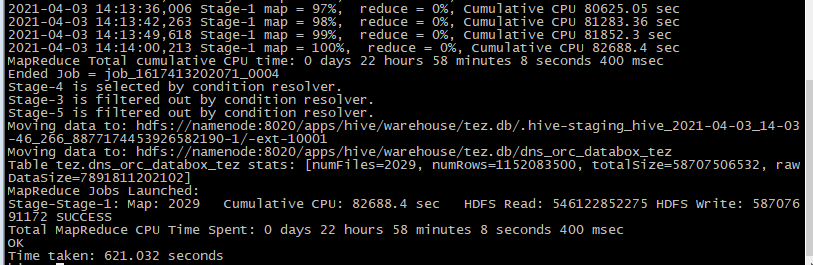 2021-04-03 14:13:36,006 Stage-1 map = 97%,  reduce = 0%, Cumulative CPU 80625.05 sec
2021-04-03 14:13:42,263 Stage-1 map = 98%,  reduce = 0%, Cumulative CPU 81283.36 sec
2021-04-03 14:13:49,618 Stage-1 map = 99%,  reduce = 0%, Cumulative CPU 81852.3 sec
2021-04-03 14:14:00,213 Stage-1 map = 100%,  reduce = 0%, Cumulative CPU 82688.4 sec
MapReduce Total cumulative CPU time: 0 days 22 hours 58 minutes 8 seconds 400 msec
Ended Job = job_1617413202071_0004
Stage-4 is selected by condition resolver.
Stage-3 is filtered out by condition resolver.
Stage-5 is filtered out by condition resolver.
Moving data to: hdfs://namenode:8020/apps/hive/warehouse/tez.db/.hive-staging_hive_2021-04-03_14-03
-46_266_8877174453926582190-1/-ext-10001
Moving data to: hdfs://namenode:8020/apps/hive/warehouse/tez.db/dns_orc_databox_tez
Table tez.dns_orc_databox_tez stats: [numFiles=2029, numRows=1152083500, totalSize=58707506532, raw
DataSize=7891811202102]
MapReduce Jobs Launched:
Stage-Stage-1: Map: 2029   Cumulative CPU: 82688.4 sec   HDFS Read: 546122852275 HDFS Write: 587076
91172 SUCCESS
Total MapReduce CPU Time Spent: 0 days 22 hours 58 minutes 8 seconds 400 msec
OK
Time taken: 621.032 seconds